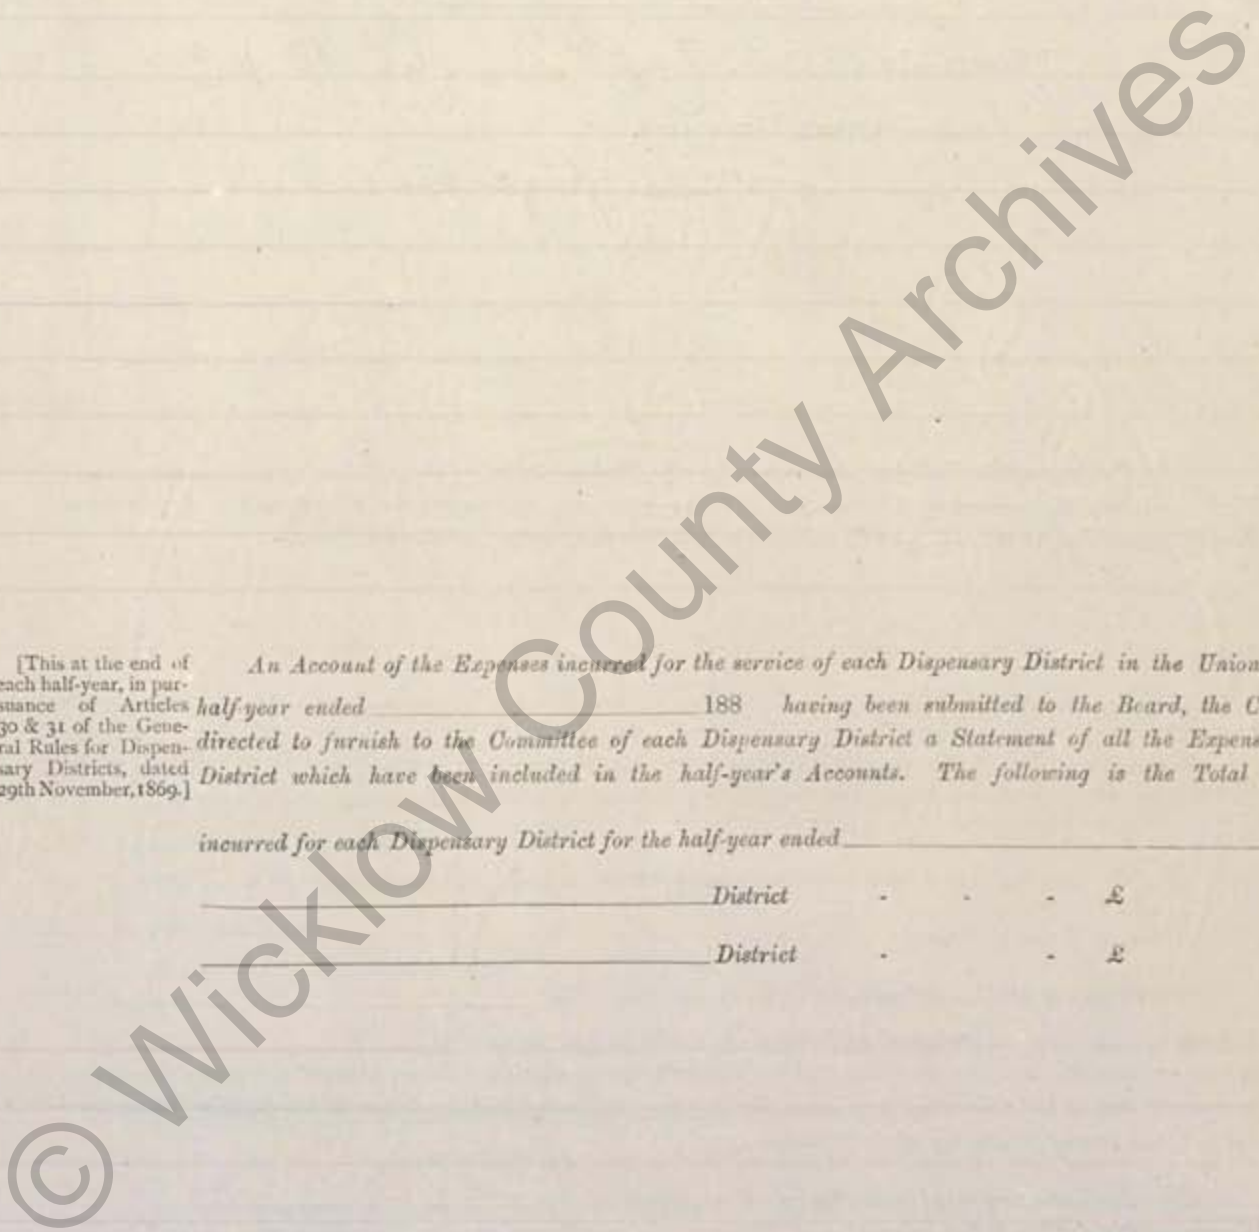 [This at the end of
each half-year, in pur-
suance of Articles
30 & 31 of the Gene-
ral Rules for Dispen-
sary Districts, dated
29th November, 1869.]
An Account of the Expenses incurred for the service of each Dispensary District in the Union
half-year ended 188 having been submitted to the Board, the C
directed to furnish to the Committee of each Dispensary District a Statement of all the Expens
District which have been included in the half-year's Accounts. The following is the Total
incurred for each Dispensary District for the half-year ended
District - - - £
District - - £
© Wicklow County Archives